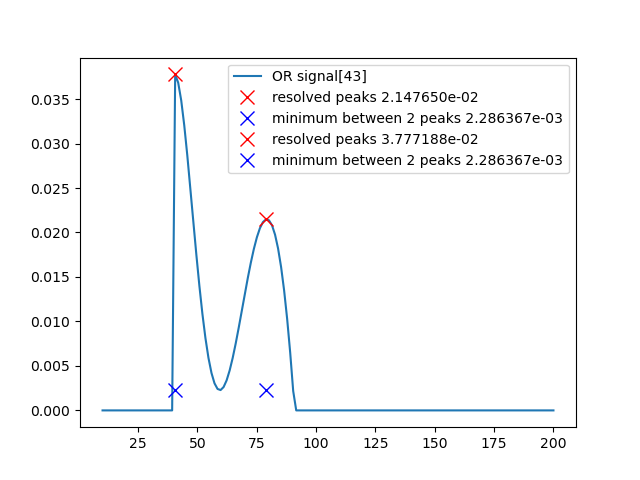 OR signal[43]
resolved peaks 2.147650e-02
minimum between 2 peaks 2.286367e-03
resolved peaks 3.777188e-02
minimum between 2 peaks 2.286367e-03
0.035
0.030
0.025
0.020
0.015
0.010
0.005
0.000
25 50 75 100 125 150 175 200